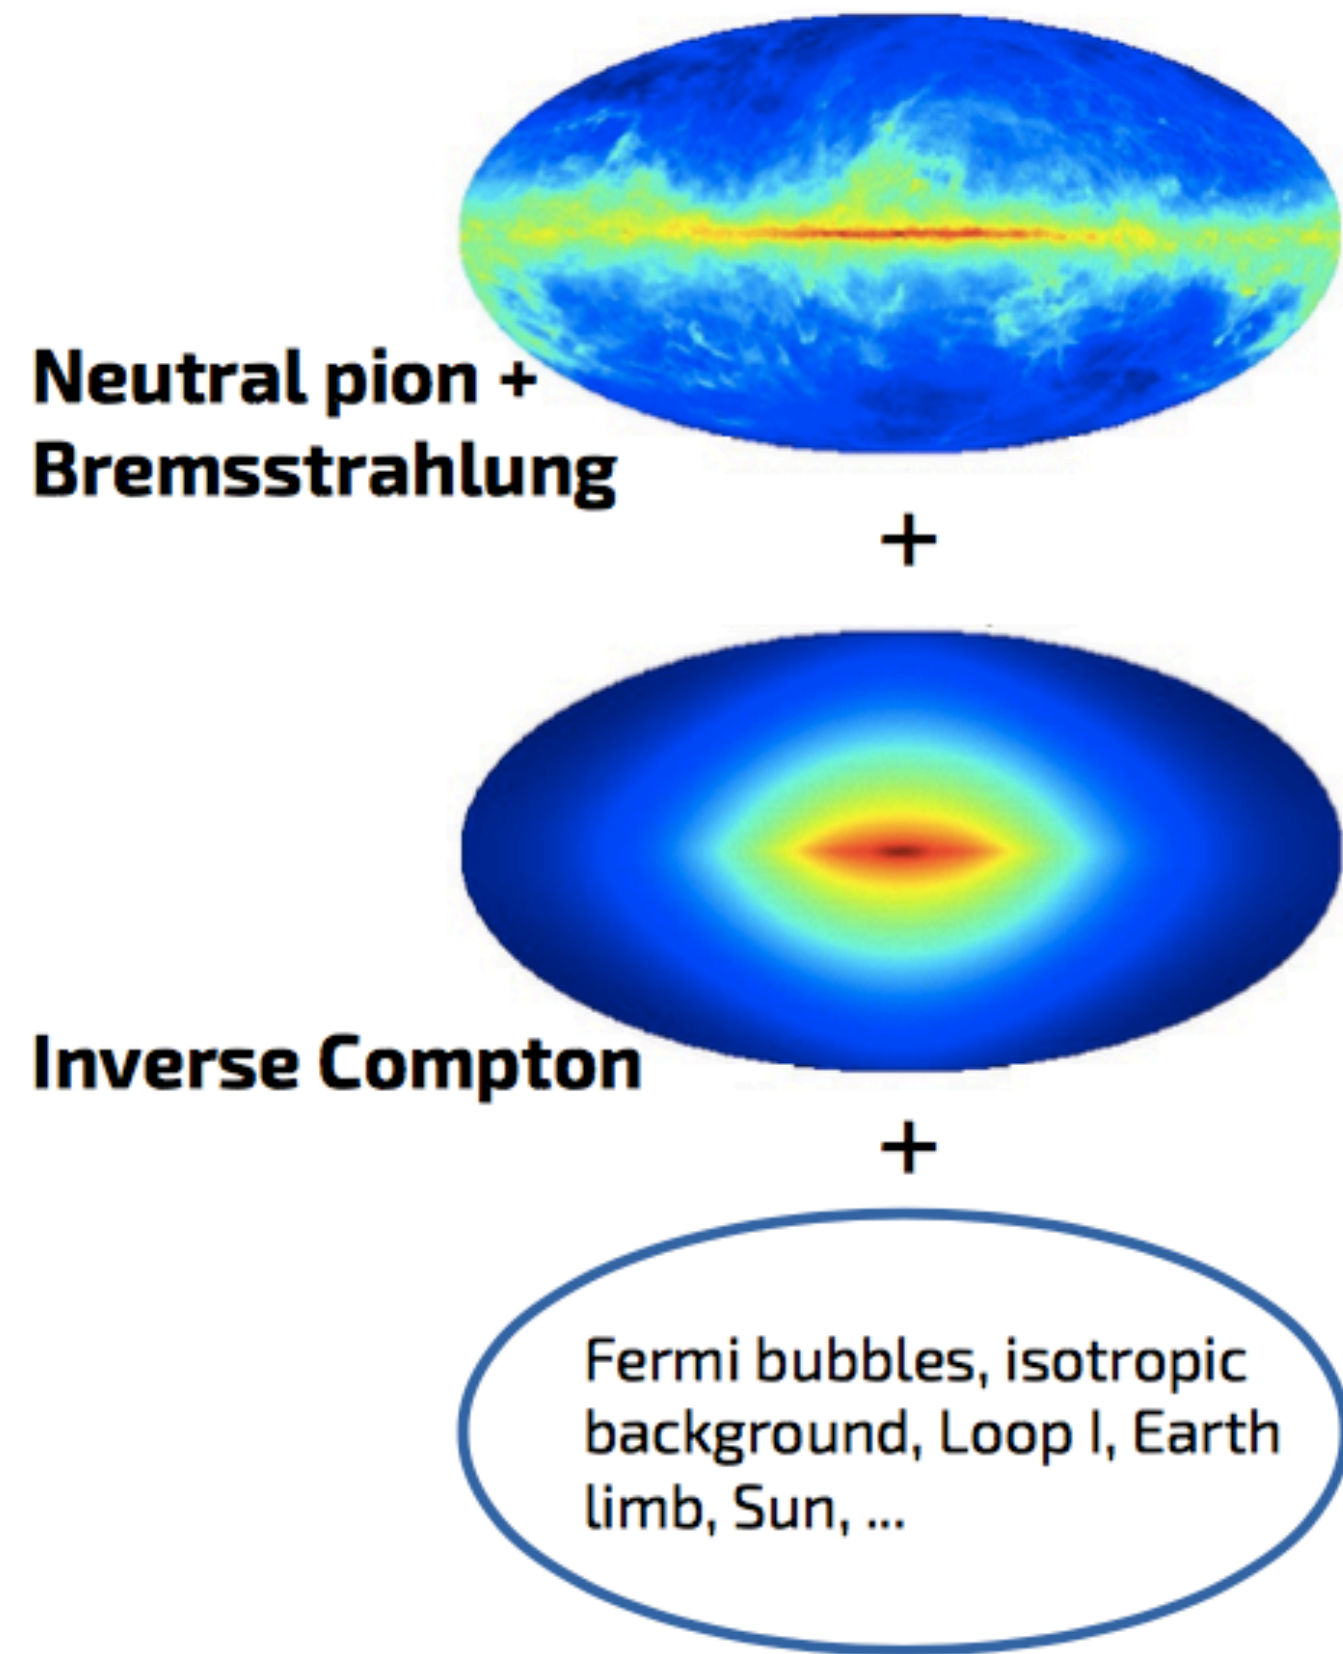 Neutral pion +
Bremsstrahlung
+
Inverse Compton
+
Fermi bubbles, isotropic
background, Loop I, Earth
limb, Sun, ...